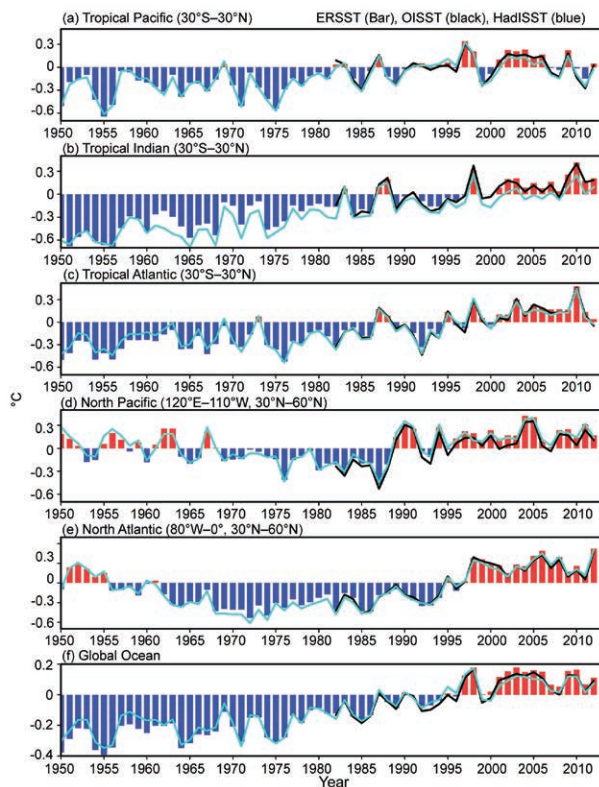 (a) Tropical Pacific (30°S–30°N) ERSST (Bar), OISST (black), HadISST (blue)
0.3
0
-0.3
-0.6
1950 1955 1960 1965 1970 1975 1980 1985 1990 1995 2000 2005 2010
(b) Tropical Indian (30°S–30°N)
0.3
0
-0.3
-0.6
1950 1955 1960 1965 1970 1975 1980 1985 1990 1995 2000 2005 2010
(c) Tropical Atlantic (30°S–30°N)
0.3
0
-0.3
-0.6
1950 1955 1960 1965 1970 1975 1980 1985 1990 1995 2000 2005 2010
°C
(d) North Pacific (120°E–110°W, 30°N–60°N)
0.3
0
-0.3
-0.6
1950 1955 1960 1965 1970 1975 1980 1985 1990 1995 2000 2005 2010
(e) North Atlantic (80°W–0°, 30°N–60°N)
0.3
0
-0.3
-0.6
1950 1955 1960 1965 1970 1975 1980 1985 1990 1995 2000 2005 2010
(f) Global Ocean
0.2
0
-0.2
-0.4
1950 1955 1960 1965 1970 1975 1980 1985 1990 1995 2000 2005 2010
Year